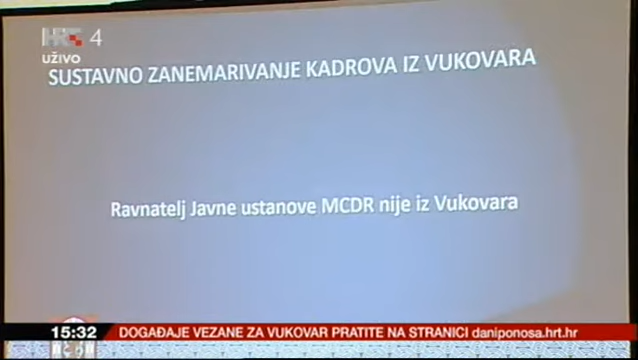 HRT 4
UŽIVO
SUSTAVNO ZANEMARIVANJE KADROVA IZ VUKOVARA
Ravnatelj Javne ustanove MCDR nije iz Vukovara
15:32 DOGAĐAJE VEZANE ZA VUKOVAR PRATITE NA STRANICI daniponosa.hrt.hr